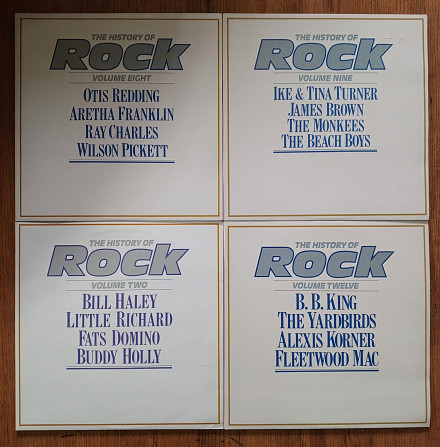 THE HISTORY OF
ROCK
VOLUME EIGHT
OTIS REDDING
ARETHA FRANKLIN
RAY CHARLES
WILSON PICKETT
THE HISTORY OF
ROCK
VOLUME NINE
IKE & TINA TURNER
JAMES BROWN
THE MONKEES
THE BEACH BOYS
THE HISTORY OF
ROCK
VOLUME TWO
BILL HALEY
LITTLE RICHARD
FATS DOMINO
BUDDY HOLLY
THE HISTORY OF
ROCK
VOLUME TWELVE
B. B. KING
THE YARDBIRDS
ALEXIS KORNER
FLEETWOOD MAC